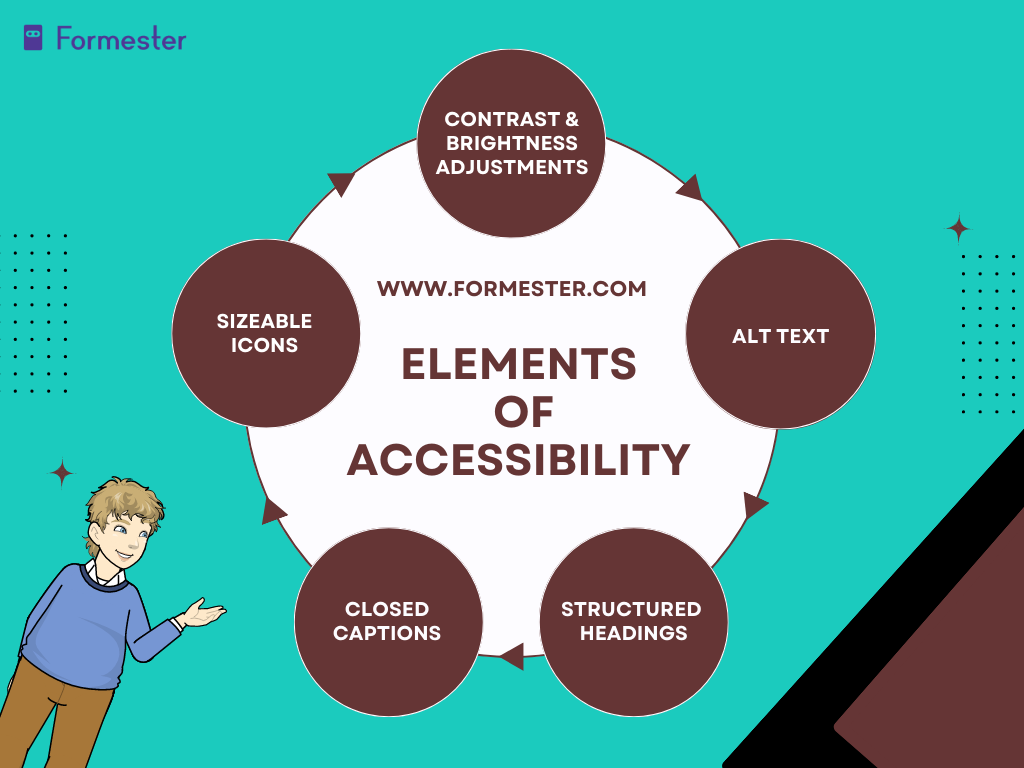 Formester
CONTRAST &
BRIGHTNESS
ADJUSTMENTS
WWW.FORMESTER.COM
SIZEABLE
ICONS
ALT TEXT
ELEMENTS
OF
ACCESSIBILITY
CLOSED
CAPTIONS
STRUCTURED
HEADINGS